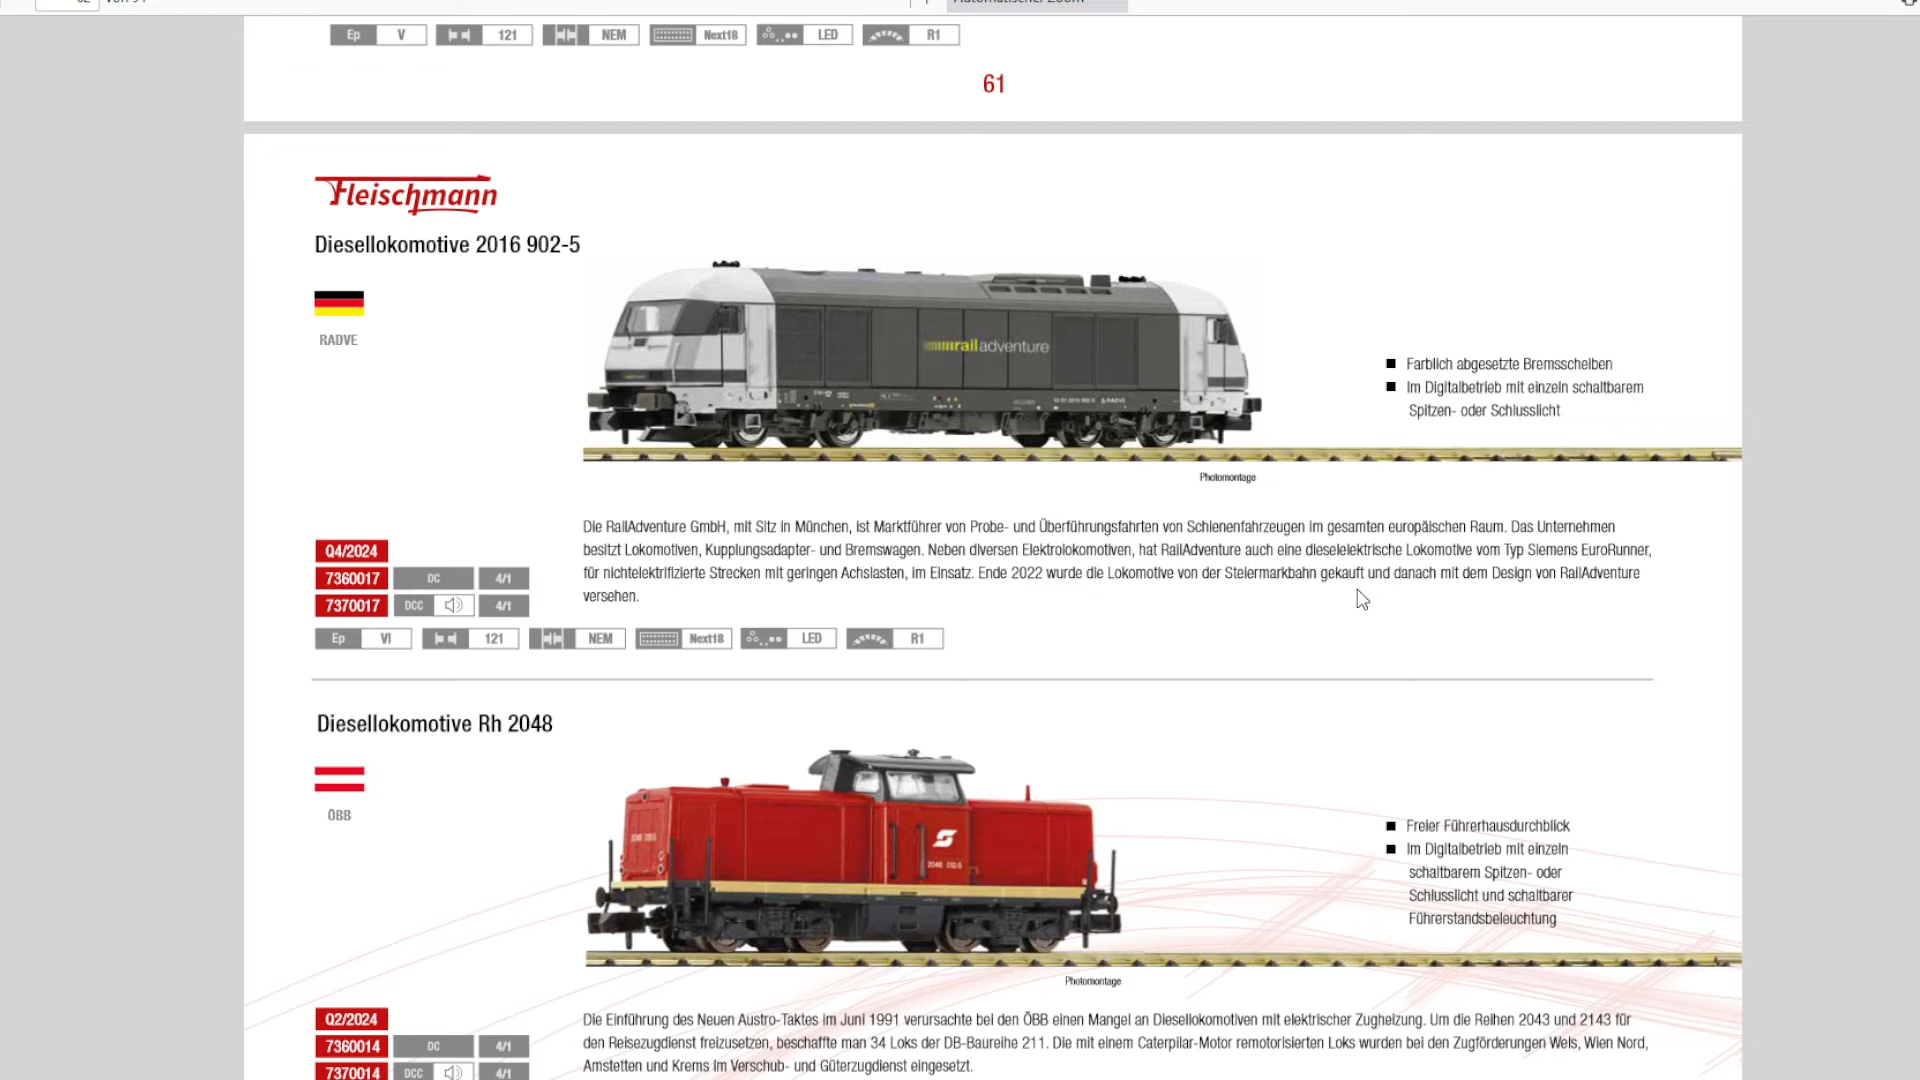 Ep V 121 NEM Next18 LED R1
61
Fleischmann
Diesellokomotive 2016 902-5
RADVE
railadventure
Farblich abgesetzte Bremsscheiben
Im Digitalbetrieb mit einzeln schaltbarem
Spitzen- oder Schlusslicht
Photomontage
Die RailAdventure GmbH, mit Sitz in München, ist Marktführer von Probe- und Überführungsfahrten von Schienenfahrzeugen im gesamten europäischen Raum. Das Unternehmen
besitzt Lokomotiven, Kupplungsadapter- und Bremswagen. Neben diversen Elektrolokomotiven, hat RailAdventure auch eine dieselelektrische Lokomotive vom Typ Siemens EuroRunner,
für nichtelektrifizierte Strecken mit geringen Achslasten, im Einsatz. Ende 2022 wurde die Lokomotive von der Steiermarkbahn gekauft und danach mit dem Design von RailAdventure
versehen.
Q4/2024
7360017 DC 4/1
7370017 DCC 4/1
Ep VI 121 NEM Next18 LED R1
Diesellokomotive Rh 2048
ÖBB
2048 012-5
Freier Führerhausdurchblick
Im Digitalbetrieb mit einzeln
schaltbarem Spitzen- oder
Schlusslicht und schaltbarer
Führerstandsbeleuchtung
Photomontage
Die Einführung des Neuen Austro-Taktes im Juni 1991 verursachte bei den ÖBB einen Mangel an Diesellokomotiven mit elektrischer Zugheizung. Um die Reihen 2043 und 2143 für
den Reisezugdienst freizusetzen, beschaffte man 34 Loks der DB-Baureihe 211. Die mit einem Caterpilar-Motor remotorisierten Loks wurden bei den Zugförderungen Wels, Wien Nord,
Amstetten und Krems im Verschub- und Güterzugdienst eingesetzt.
Q2/2024
7360014 DC 4/1
7370014 DCC 4/1